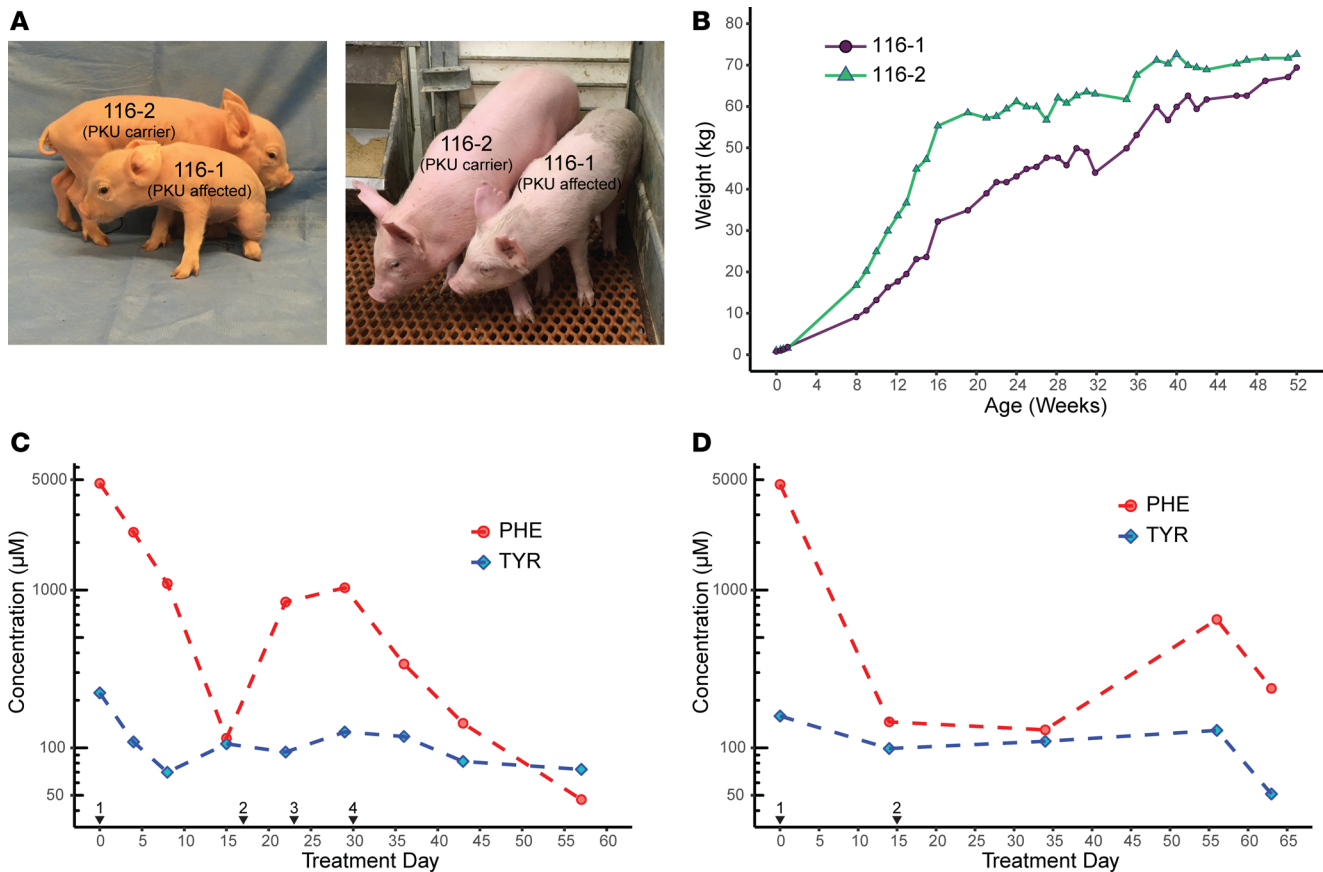 A
116-2
(PKU carrier)
116-1
(PKU affected)
116-2
(PKU carrier)
116-1
(PKU affected)
B
116-1
116-2
Weight (kg)
80
70
60
50
40
30
20
10
0
0 4 8 12 16 20 24 28 32 36 40 44 48 52
Age (Weeks)
C
PHE
TYR
Concentration (µM)
5000
1000
100
50
1 2 3 4
0 5 10 15 20 25 30 35 40 45 50 55 60
Treatment Day
D
PHE
TYR
Concentration (µM)
5000
1000
100
50
1 2
0 5 10 15 20 25 30 35 40 45 50 55 60 65
Treatment Day